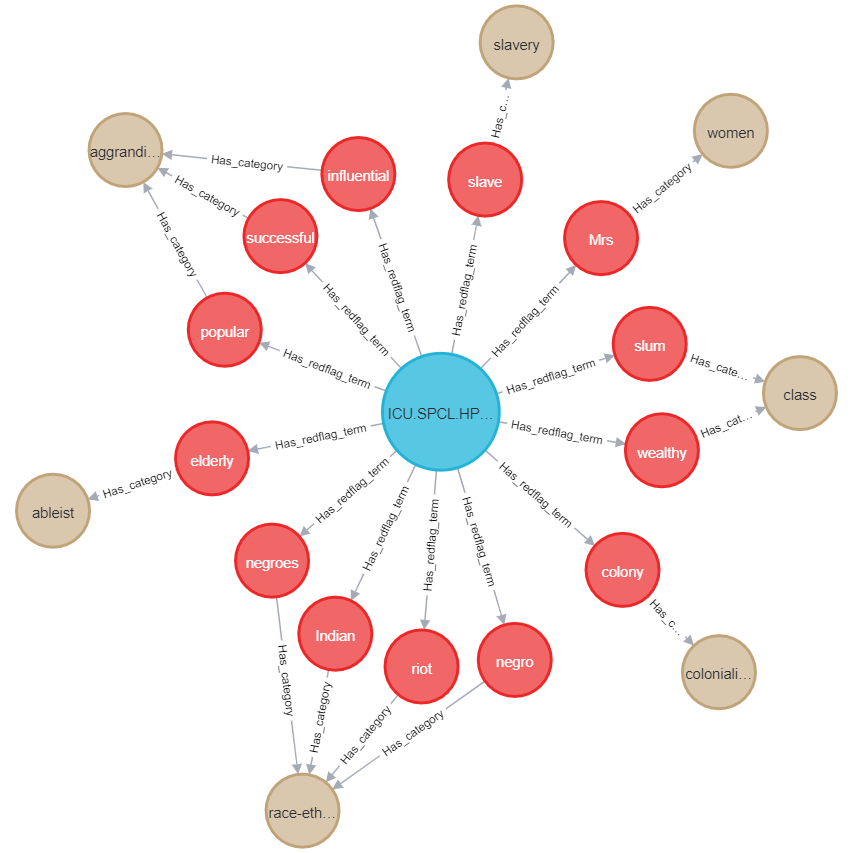 slavery
Has_c...
women
aggrandi...
Has_category
influential
slave
Has_category
Has_category
successful
Mrs
Has_category
Has_redflag_term
Has_redflag_term
Has_redflag_term
Has_redflag_term
popular
Has_redflag_term
slum
Has_cate...
Has_redflag_term
class
ICU.SPCL.HP...
Has_redflag_term
wealthy
Has_cat...
elderly
Has_redflag_term
Has_category
ableist
Has_redflag_term
Has_redflag_term
Has_redflag_term
Has_redflag_term
Has_redflag_term
negroes
colony
Indian
riot
negro
Has_c...
coloniali...
Has_category
Has_category
Has_category
Has_category
race-eth...